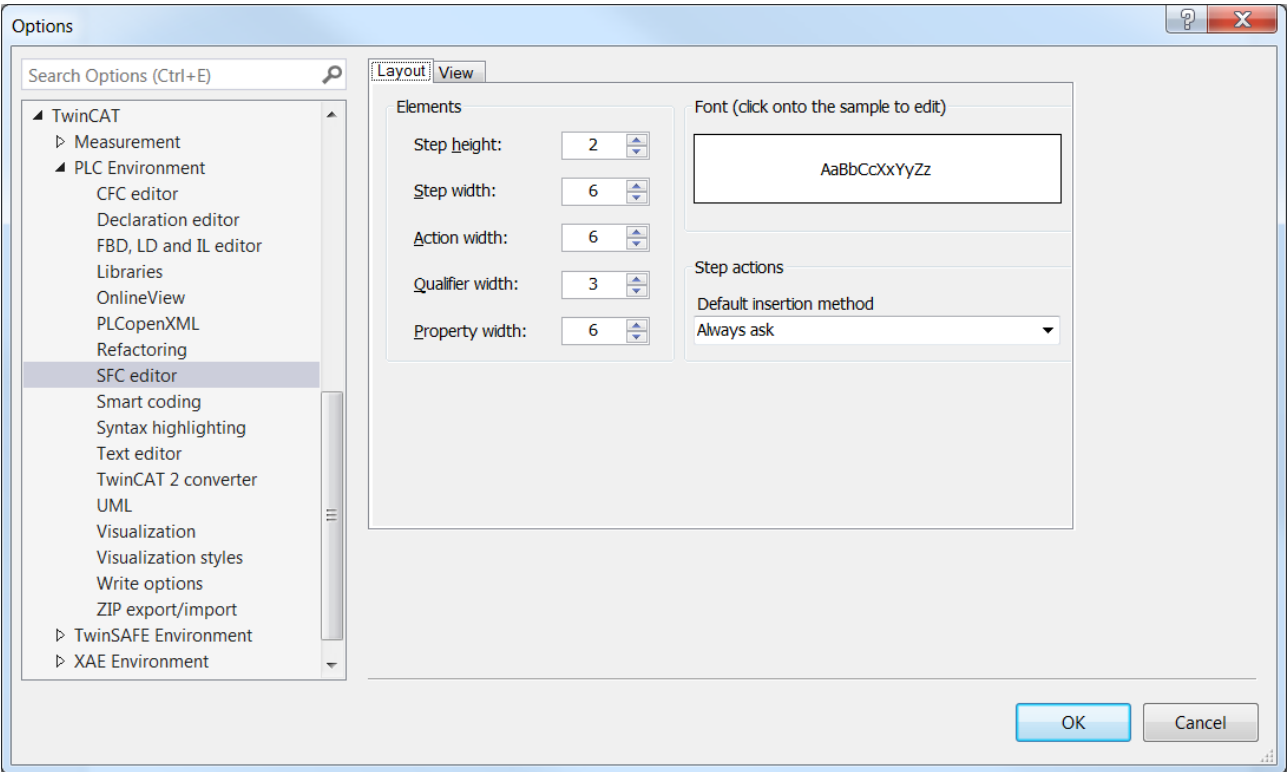 Options
Search Options (Ctrl+E)
TwinCAT
Measurement
PLC Environment
CFC editor
Declaration editor
FBD, LD and IL editor
Libraries
OnlineView
PLCopenXML
Refactoring
SFC editor
Smart coding
Syntax highlighting
Text editor
TwinCAT 2 converter
UML
Visualization
Visualization styles
Write options
ZIP export/import
TwinSAFE Environment
XAE Environment
Layout View
Elements
Step height: 2
Step width: 6
Action width: 6
Qualifier width: 3
Property width: 6
Font (click onto the sample to edit)
AaBbCcXxYyZz
Step actions
Default insertion method
Always ask
OK Cancel